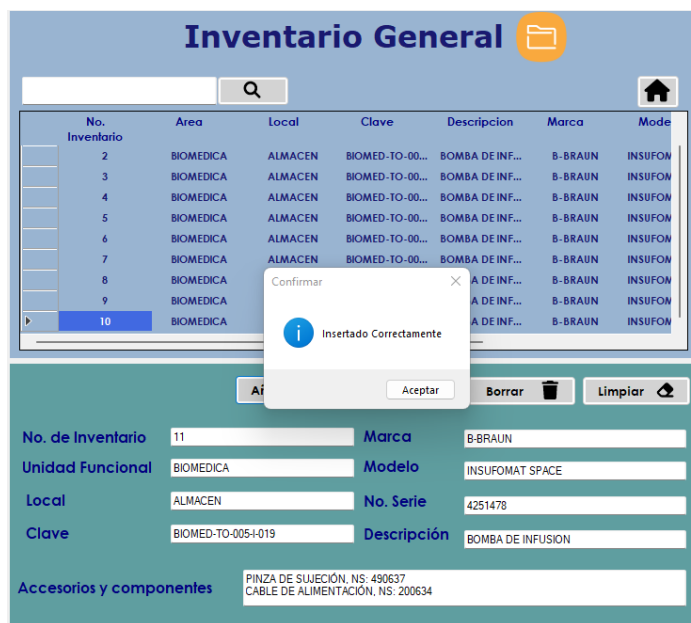 Inventario General
No. Inventario Area Local Clave Descripcion Marca Mode
2 BIOMEDICA ALMACEN BIOMED-TO-00... BOMBA DE INF... B-BRAUN INSUFOM
3 BIOMEDICA ALMACEN BIOMED-TO-00... BOMBA DE INF... B-BRAUN INSUFOM
4 BIOMEDICA ALMACEN BIOMED-TO-00... BOMBA DE INF... B-BRAUN INSUFOM
5 BIOMEDICA ALMACEN BIOMED-TO-00... BOMBA DE INF... B-BRAUN INSUFOM
6 BIOMEDICA ALMACEN BIOMED-TO-00... BOMBA DE INF... B-BRAUN INSUFOM
7 BIOMEDICA ALMACEN BIOMED-TO-00... BOMBA DE INF... B-BRAUN INSUFOM
8 BIOMEDICA A DE INF... B-BRAUN INSUFOM
9 BIOMEDICA A DE INF... B-BRAUN INSUFOM
10 BIOMEDICA A DE INF... B-BRAUN INSUFOM
Confirmar
Insertado Correctamente
Aceptar
Borrar Limpiar
No. de Inventario 11 Marca B-BRAUN
Unidad Funcional BIOMEDICA Modelo INSUFOMAT SPACE
Local ALMACEN No. Serie 4251478
Clave BIOMED-TO-005-I-019 Descripción BOMBA DE INFUSION
Accesorios y componentes
PINZA DE SUJECIÓN, NS: 490637
CABLE DE ALIMENTACIÓN, NS: 200634